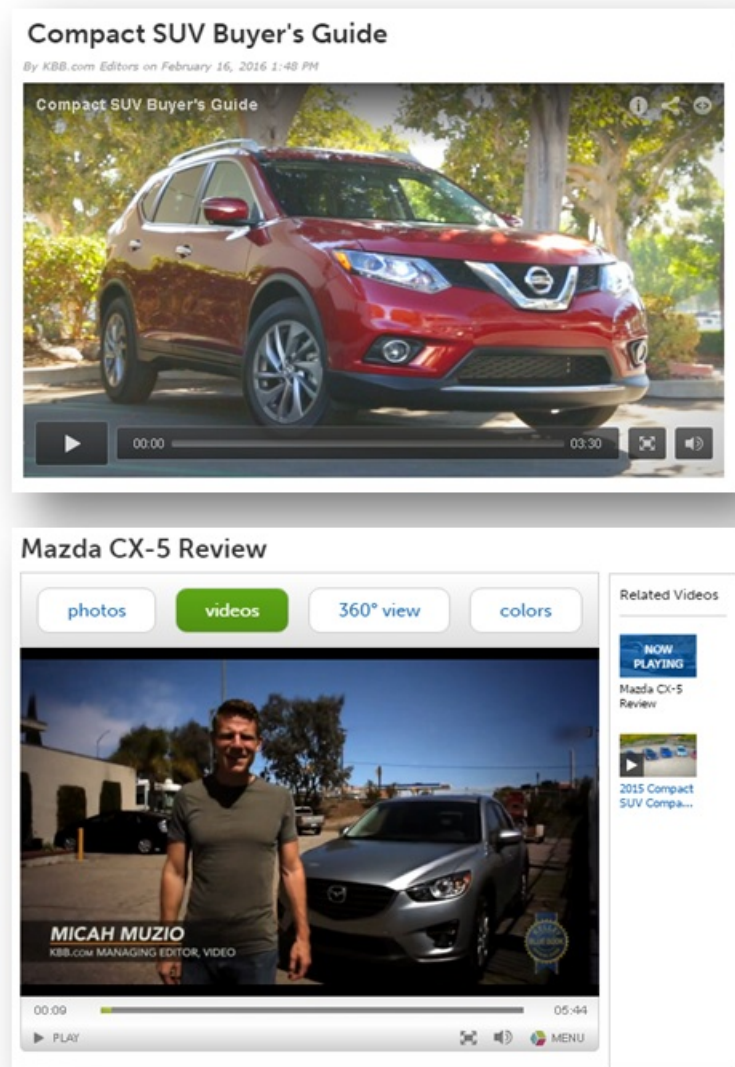 Compact SUV Buyer's Guide
By KBB.com Editors on February 16, 2016 1:48 PM
Compact SUV Buyer's Guide
00:00
03:30
Mazda CX-5 Review
photos
videos
360° view
colors
Related Videos
NOW
PLAYING
Mazda CX-5
Review
2015 Compact
SUV Compa...
MICAH MUZIO
KBB.COM MANAGING EDITOR, VIDEO
00:09
05:44
PLAY
MENU